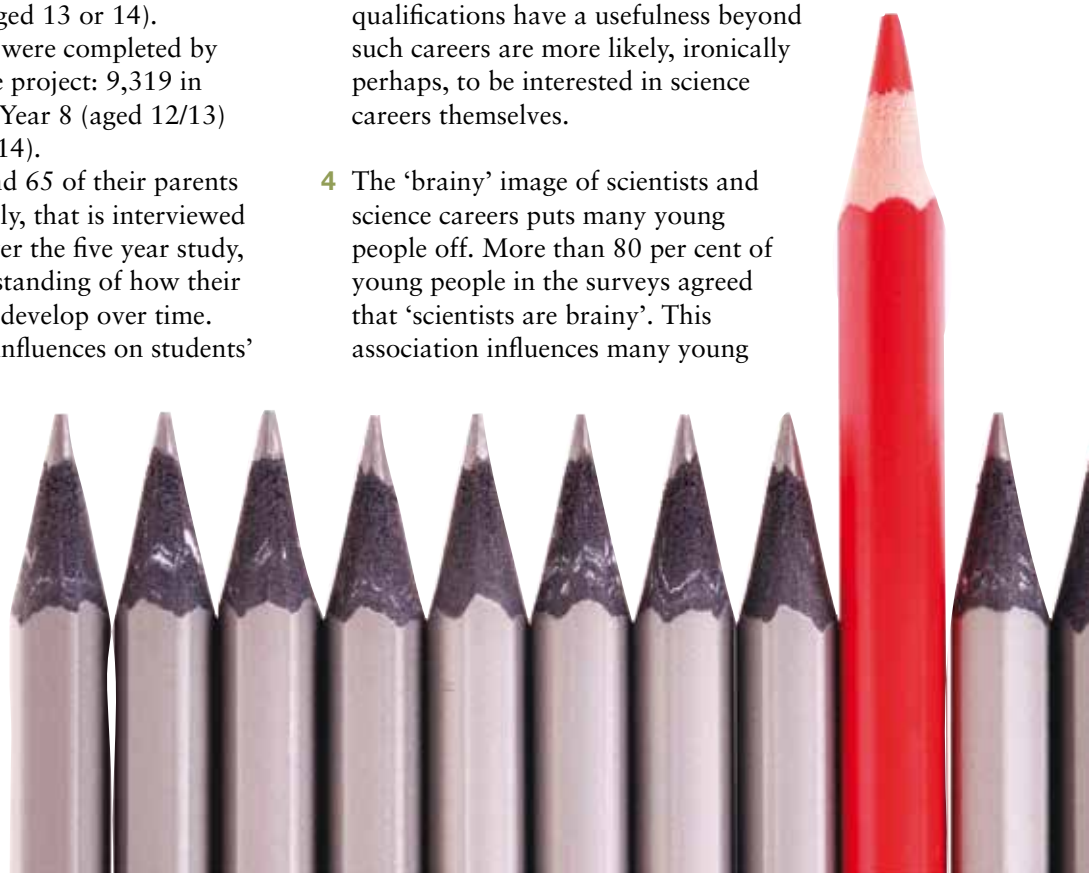 ged 13 or 14).
were completed by
e project: 9,319 in
Year 8 (aged 12/13)
14).
nd 65 of their parents
ly, that is interviewed
er the five year study,
standing of how their
develop over time.
influences on students’
qualifications have a usefulness beyond
such careers are more likely, ironically
perhaps, to be interested in science
careers themselves.
4 The ‘brainy’ image of scientists and
science careers puts many young
people off. More than 80 per cent of
young people in the surveys agreed
that ‘scientists are brainy’. This
association influences many young